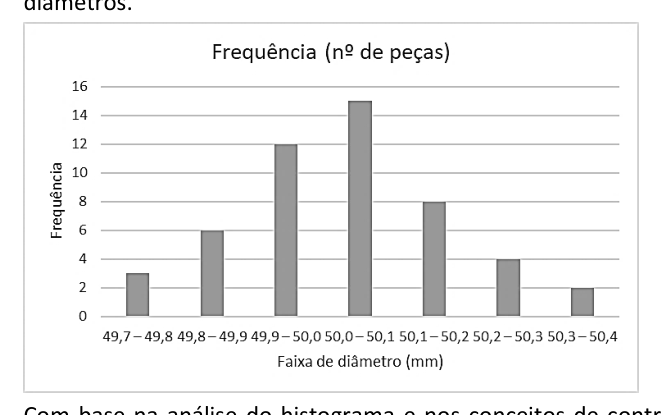 diâmetros.
Frequência (nº de peças)
16
14
12
10
8
6
4
2
0
Frequência
49,7 – 49,8 49,8 – 49,9 49,9 – 50,0 50,0 – 50,1 50,1 – 50,2 50,2 – 50,3 50,3 – 50,4
Faixa de diâmetro (mm)
Com base na análise do histograma e nos conceitos de contr